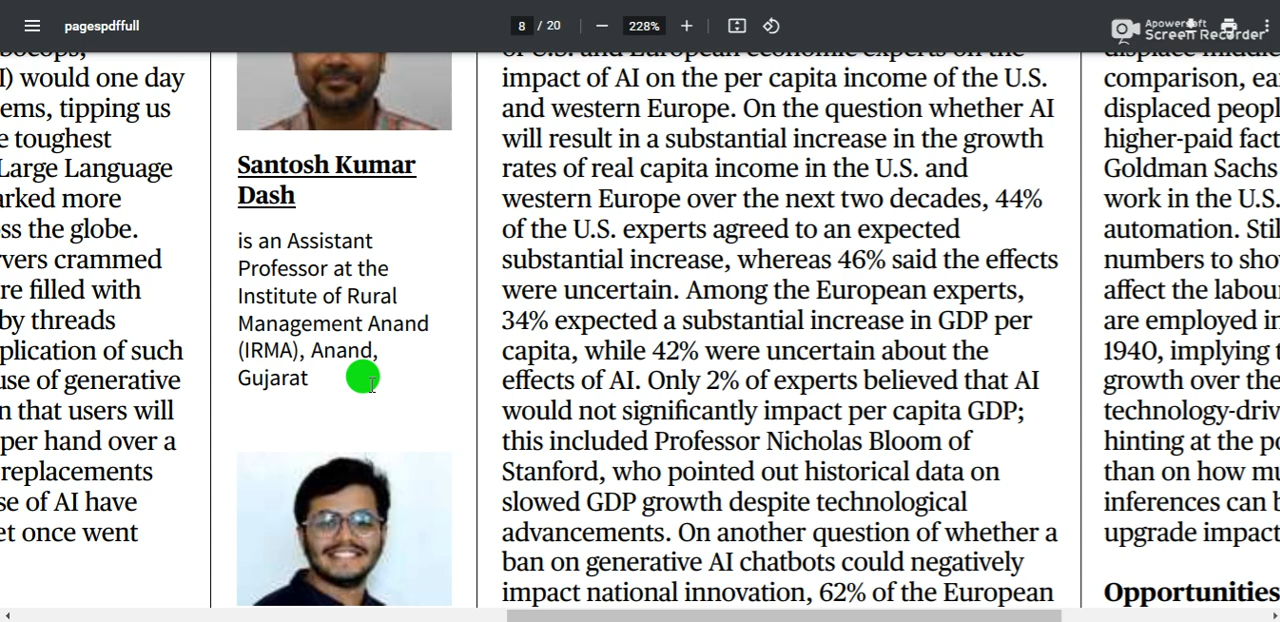 pagespdffull
8 / 20
228%
Apowersoft
Screen Recorder
I) would one day
ems, tipping us
e toughest
Large Language
arked more
ss the globe.
rvers crammed
re filled with
by threads
plication of such
use of generative
n that users will
per hand over a
replacements
se of AI have
et once went
Santosh Kumar
Dash
is an Assistant
Professor at the
Institute of Rural
Management Anand
(IRMA), Anand,
Gujarat
of U.S. and European economic experts on the
impact of AI on the per capita income of the U.S.
and western Europe. On the question whether AI
will result in a substantial increase in the growth
rates of real capita income in the U.S. and
western Europe over the next two decades, 44%
of the U.S. experts agreed to an expected
substantial increase, whereas 46% said the effects
were uncertain. Among the European experts,
34% expected a substantial increase in GDP per
capita, while 42% were uncertain about the
effects of AI. Only 2% of experts believed that AI
would not significantly impact per capita GDP;
this included Professor Nicholas Bloom of
Stanford, who pointed out historical data on
slowed GDP growth despite technological
advancements. On another question of whether a
ban on generative AI chatbots could negatively
impact national innovation, 62% of the European
comparison, ea
displaced peopl
higher-paid fact
Goldman Sachs
work in the U.S.
automation. Stil
numbers to sho
affect the labou
are employed in
1940, implying t
growth over the
technology-driv
hinting at the po
than on how mu
inferences can b
upgrade impact
Opportunities